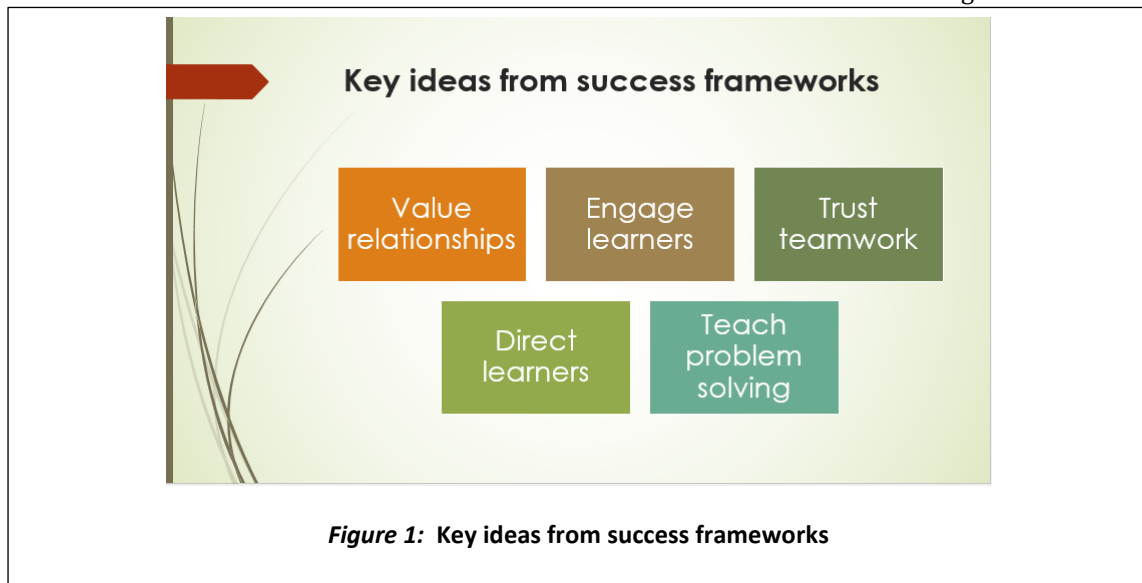 Key ideas from success frameworks
Value
relationships
Engage
learners
Trust
teamwork
Direct
learners
Teach
problem
solving
Figure 1: Key ideas from success frameworks